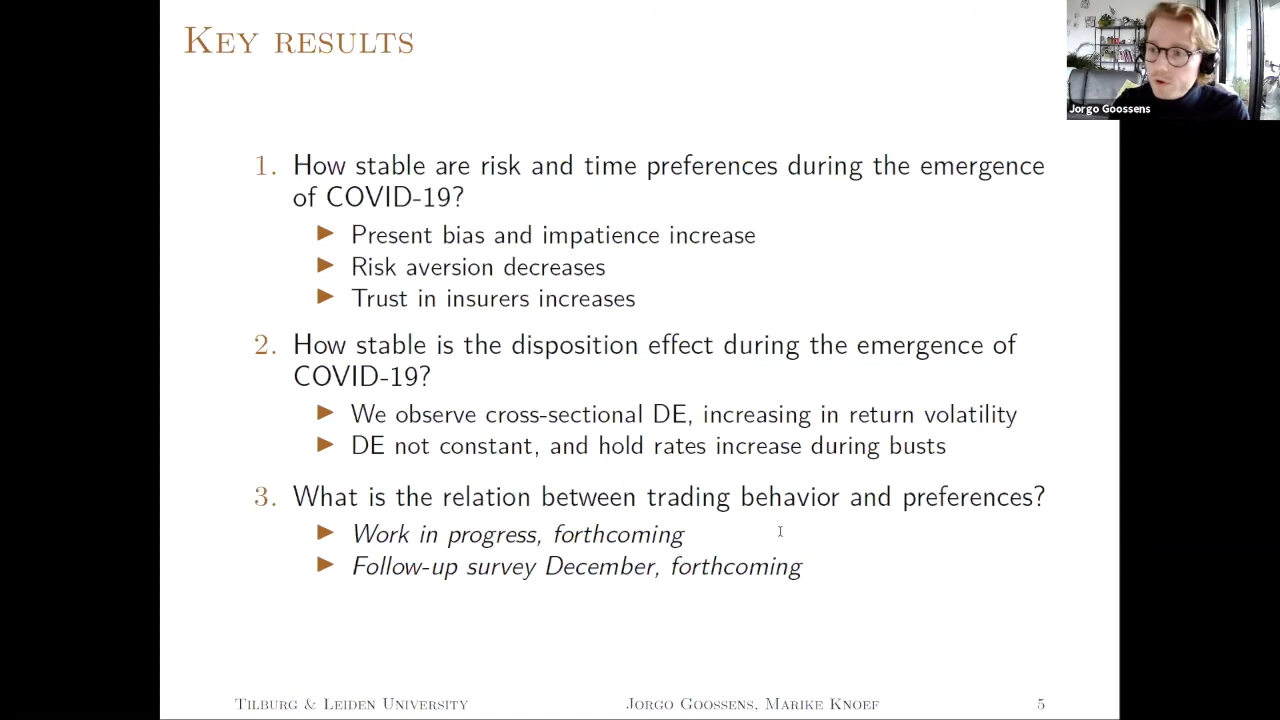 KEY RESULTS
Jorgo Goossens
1. How stable are risk and time preferences during the emergence
of COVID-19?
▶ Present bias and impatience increase
▶ Risk aversion decreases
▶ Trust in insurers increases
2. How stable is the disposition effect during the emergence of
COVID-19?
▶ We observe cross-sectional DE, increasing in return volatility
▶ DE not constant, and hold rates increase during busts
3. What is the relation between trading behavior and preferences?
▶ Work in progress, forthcoming
▶ Follow-up survey December, forthcoming
TILBURG & LEIDEN UNIVERSITY JORGO GOOSSENS, MARIKE KNOEF 5